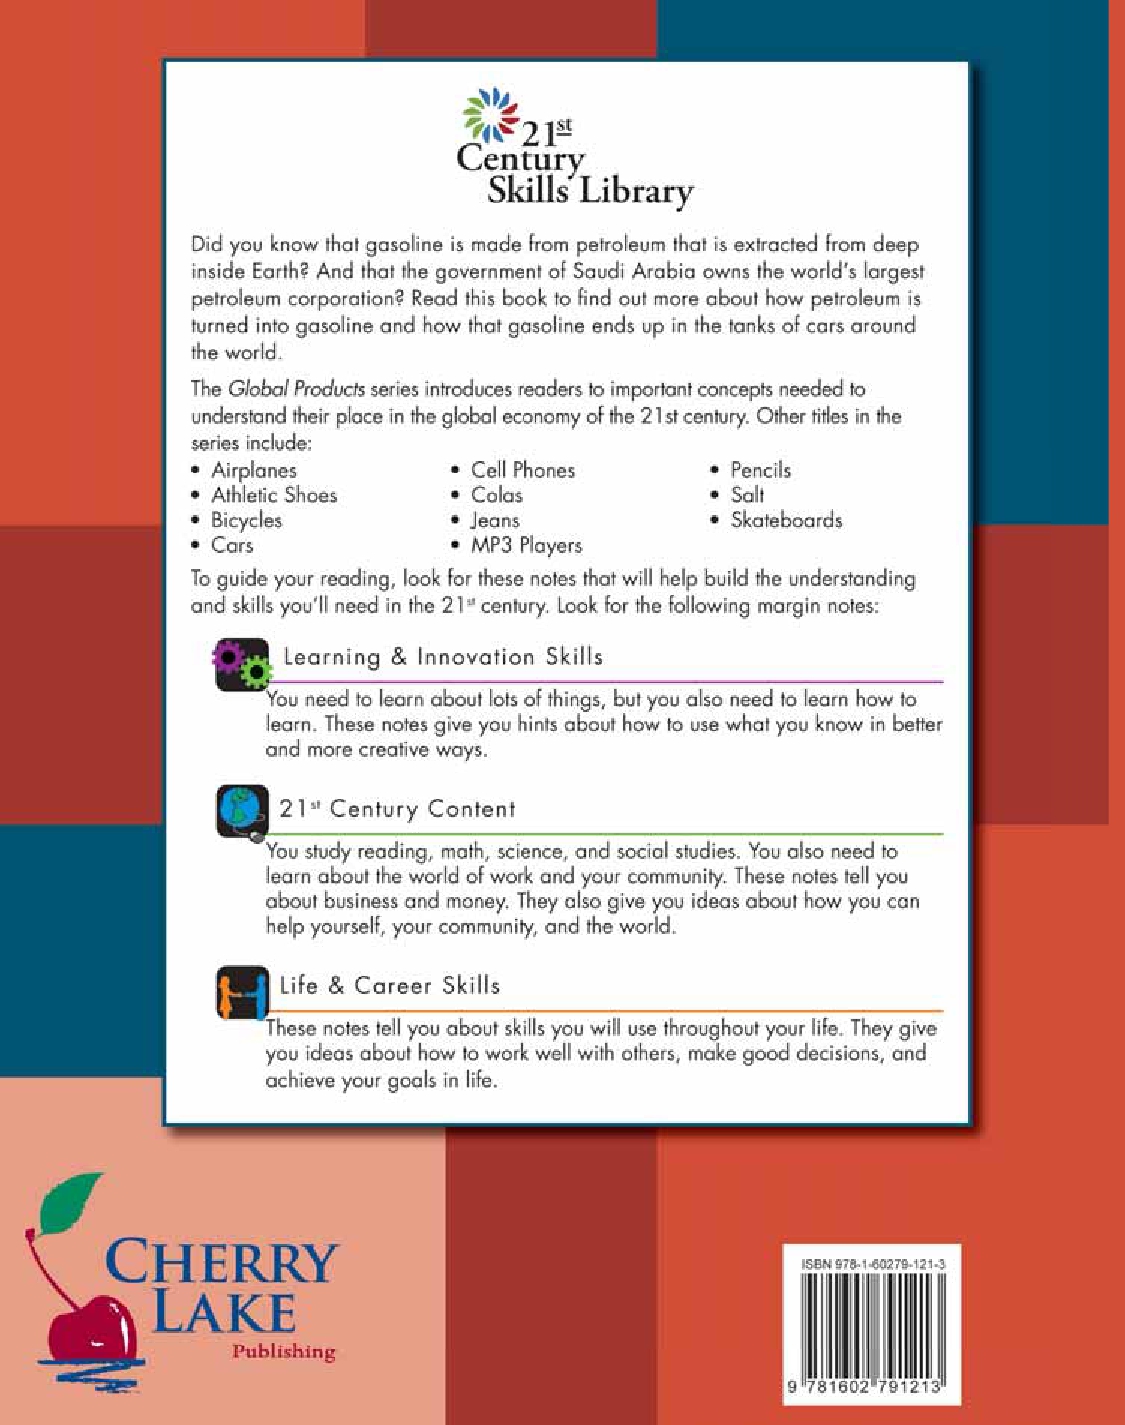 21st
Century
Skills Library
Did you know that gasoline is made from petroleum that is extracted from deep
inside Earth? And that the government of Saudi Arabia owns the world's largest
petroleum corporation? Read this book to find out more about how petroleum is
turned into gasoline and how that gasoline ends up in the tanks of cars around
the world.
The Global Products series introduces readers to important concepts needed to
understand their place in the global economy of the 21st century. Other titles in the
series include:
• Airplanes
• Athletic Shoes
• Bicycles
• Cars
• Cell Phones
• Colas
• Jeans
• MP3 Players
• Pencils
• Salt
• Skateboards
To guide your reading, look for these notes that will help build the understanding
and skills you'll need in the 21st century. Look for the following margin notes:
Learning & Innovation Skills
You need to learn about lots of things, but you also need to learn how to
learn. These notes give you hints about how to use what you know in better
and more creative ways.
21st Century Content
You study reading, math, science, and social studies. You also need to
learn about the world of work and your community. These notes tell you
about business and money. They also give you ideas about how you can
help yourself, your community, and the world.
Life & Career Skills
These notes tell you about skills you will use throughout your life. They give
you ideas about how to work well with others, make good decisions, and
achieve your goals in life.
CHERRY
LAKE
Publishing
ISBN 978-1-60279-121-3
9 781602 791213